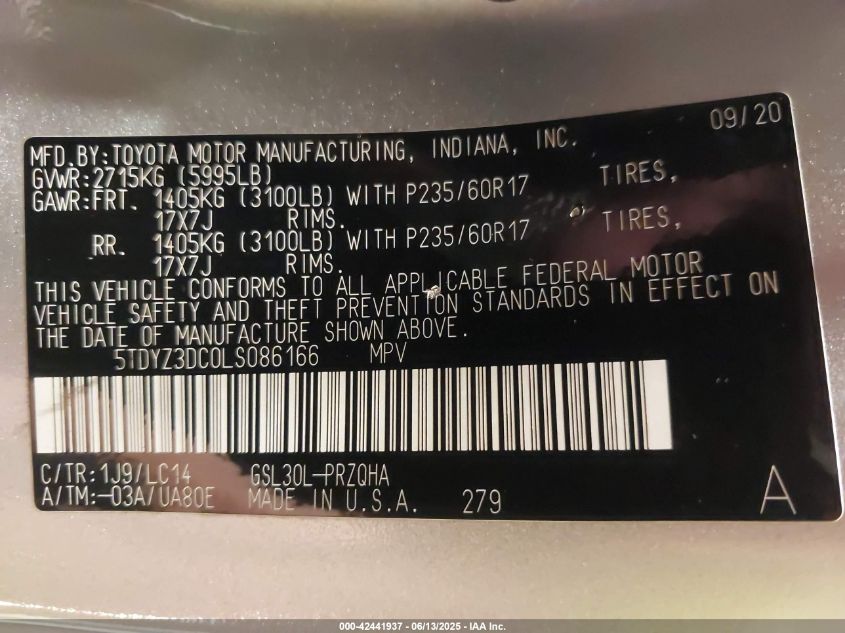 09/20
MFD.BY:TOYOTA MOTOR MANUFACTURING, INDIANA, INC.
GVWR:2715KG (5995LB)
GAWR:FRT. 1405KG (3100LB) WITH P235/60R17 TIRES,
17X7J RIMS.
RR. 1405KG (3100LB) WITH P235/60R17 TIRES,
17X7J RIMS.
THIS VEHICLE CONFORMS TO ALL APPLICABLE FEDERAL MOTOR
VEHICLE SAFETY AND THEFT PREVENTION STANDARDS IN EFFECT ON
THE DATE OF MANUFACTURE SHOWN ABOVE.
5TDYZ3DC0LS086166 MPV
C/TR:1J9/LC14 GSL30L-PRZQHA
A/TM:-03A/UA80E MADE IN U.S.A. 279 A
000-42441937 - 06/13/2025 - IAA Inc.